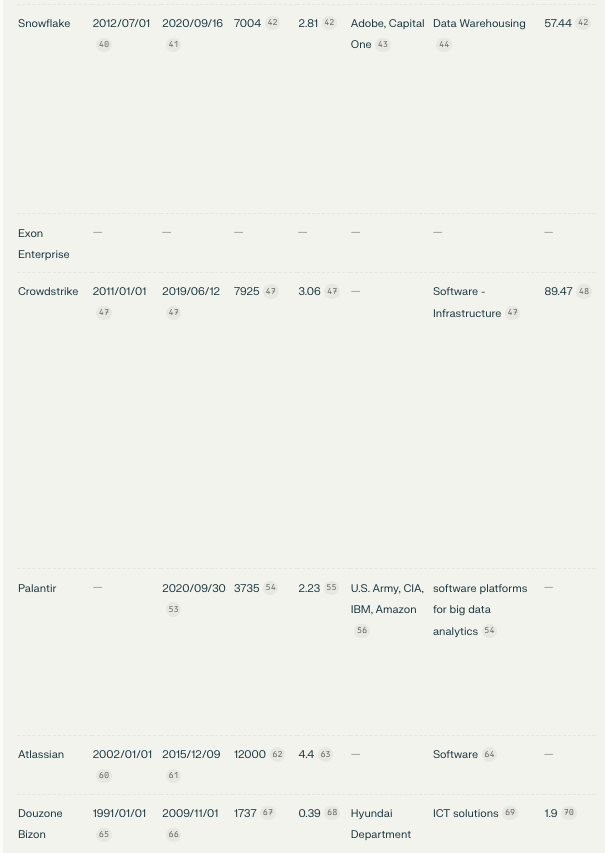 Snowflake 2012/07/01 2020/09/16 7004 42 2.81 42 Adobe, Capital Data Warehousing 57.44 42
40 41 One 43 44
Exon — — — — — — —
Enterprise
Crowdstrike 2011/01/01 2019/06/12 7925 47 3.06 47 — Software - 89.47 48
47 47 Infrastructure 47
Palantir — 2020/09/30 3735 54 2.23 55 U.S. Army, CIA, software platforms —
53 IBM, Amazon for big data
56 analytics 54
Atlassian 2002/01/01 2015/12/09 12000 62 4.4 63 — Software 64 —
60 61
Douzone 1991/01/01 2009/11/01 1737 67 0.39 68 Hyundai ICT solutions 69 1.9 70
Bizon 65 66 Department